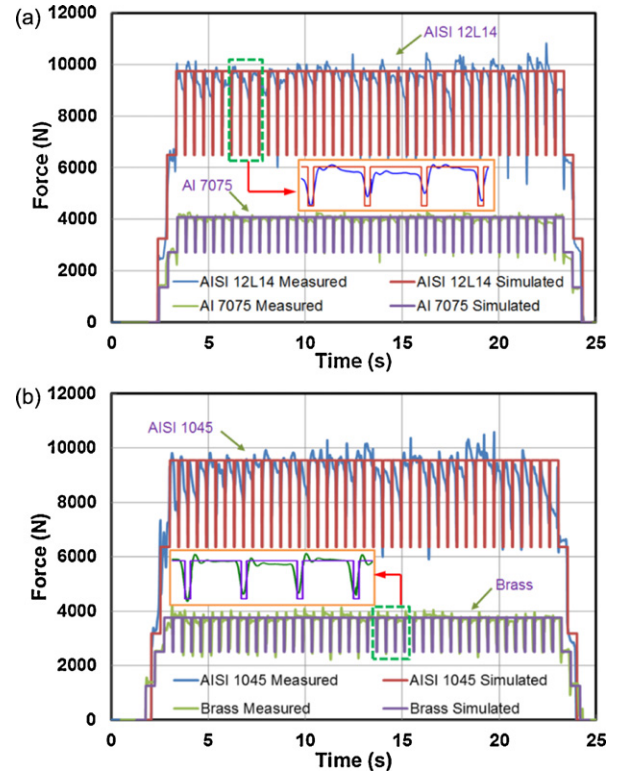 (a)
12000
10000
8000
6000
4000
2000
0
Force (N)
AISI 12L14
Al 7075
AISI 12L14 Measured
AISI 12L14 Simulated
Al 7075 Measured
Al 7075 Simulated
0 5 10 15 20 25
Time (s)
(b)
12000
10000
8000
6000
4000
2000
0
Force (N)
AISI 1045
Brass
AISI 1045 Measured
AISI 1045 Simulated
Brass Measured
Brass Simulated
0 5 10 15 20 25
Time (s)